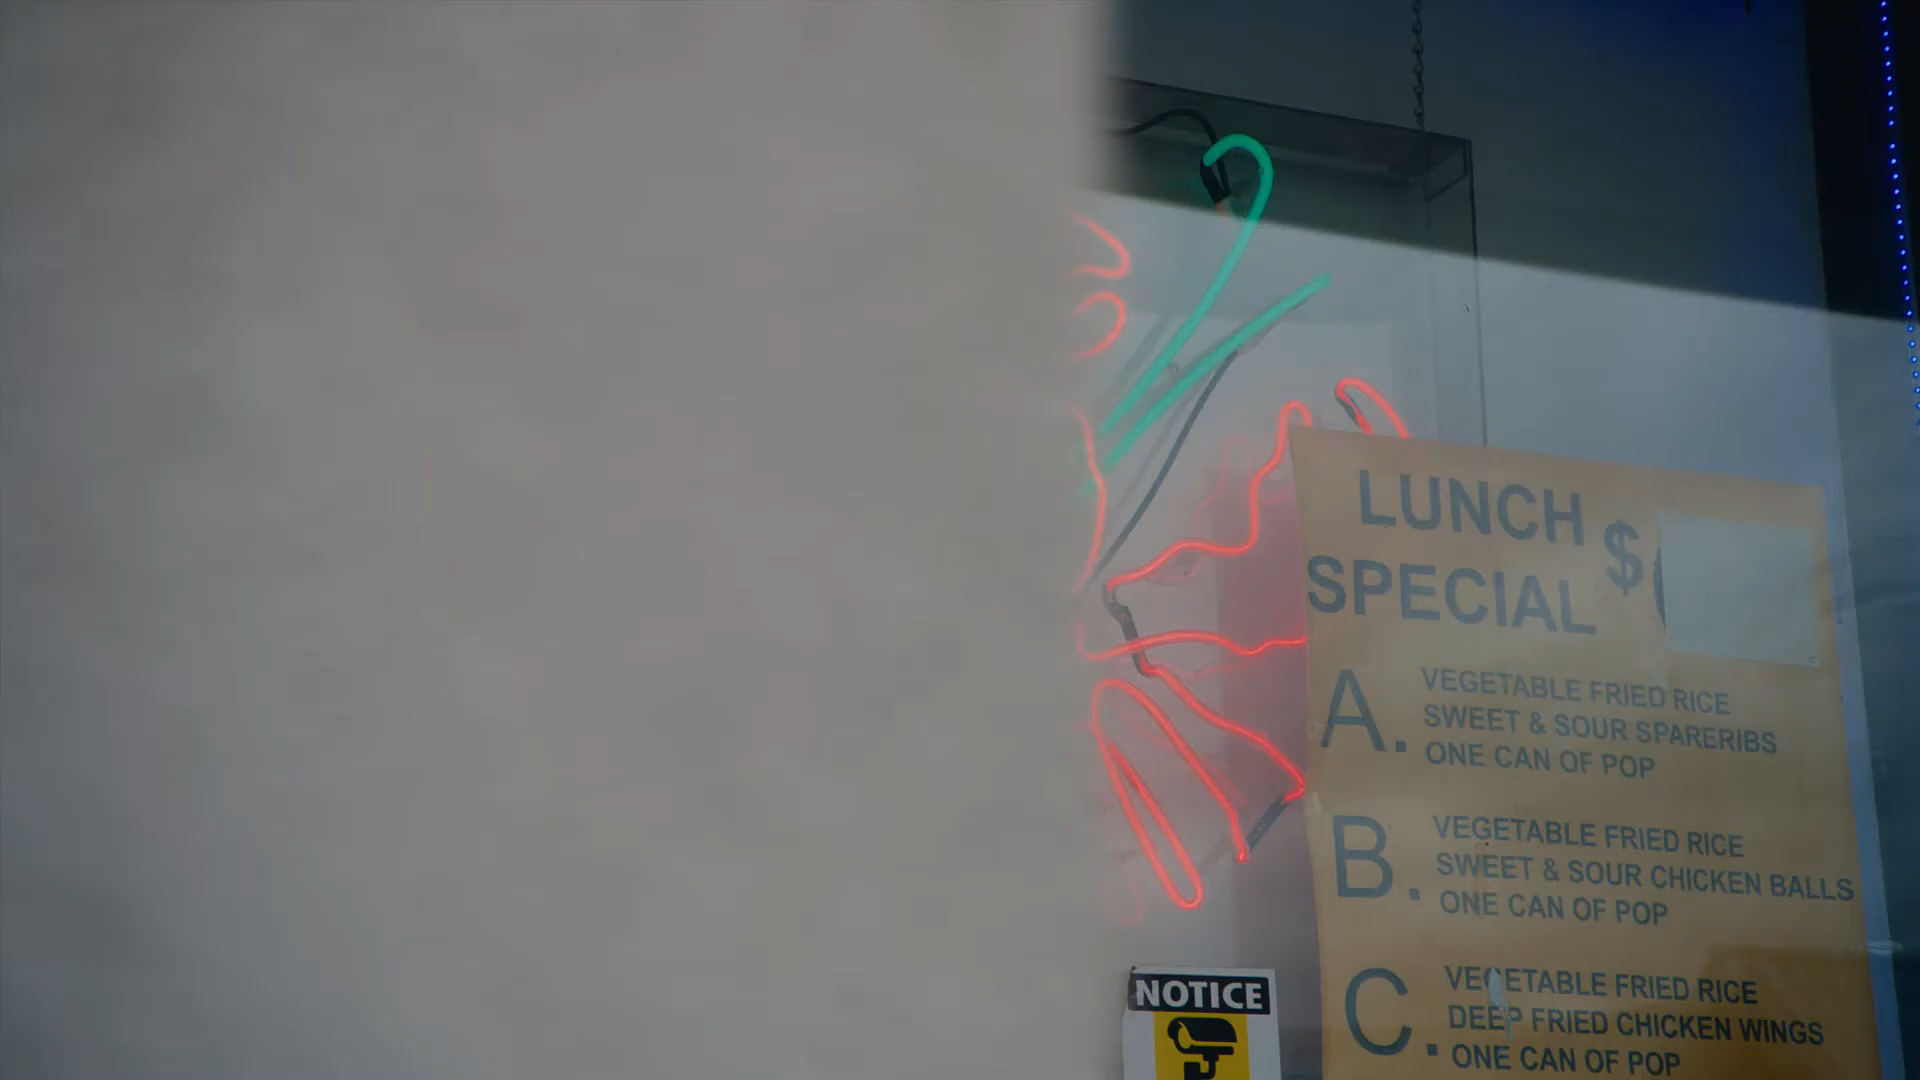 LUNCH
SPECIAL $
A. VEGETABLE FRIED RICE
SWEET & SOUR SPARERIBS
ONE CAN OF POP
B. VEGETABLE FRIED RICE
SWEET & SOUR CHICKEN BALLS
ONE CAN OF POP
C. VEGETABLE FRIED RICE
DEEP FRIED CHICKEN WINGS
ONE CAN OF POP
NOTICE